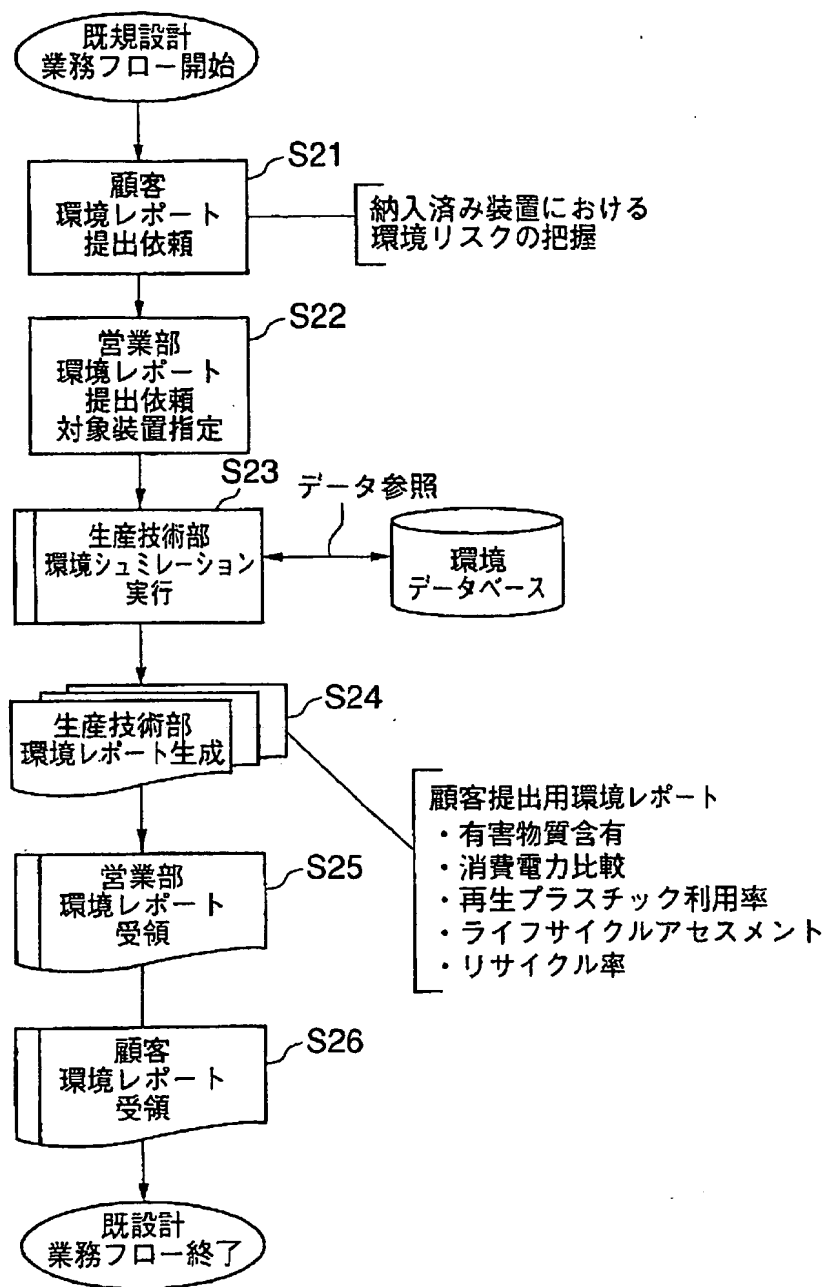 既規設計
業務フロー開始
S21
顧客
環境レポート
提出依頼
納入済み装置における
環境リスクの把握
S22
営業部
環境レポート
提出依頼
対象装置指定
S23
データ参照
生産技術部
環境シュミレーション
実行
環境
データベース
S24
生産技術部
環境レポート生成
顧客提出用環境レポート
・有害物質含有
・消費電力比較
・再生プラスチック利用率
・ライフサイクルアセスメント
・リサイクル率
S25
営業部
環境レポート
受領
S26
顧客
環境レポート
受領
既設計
業務フロー終了